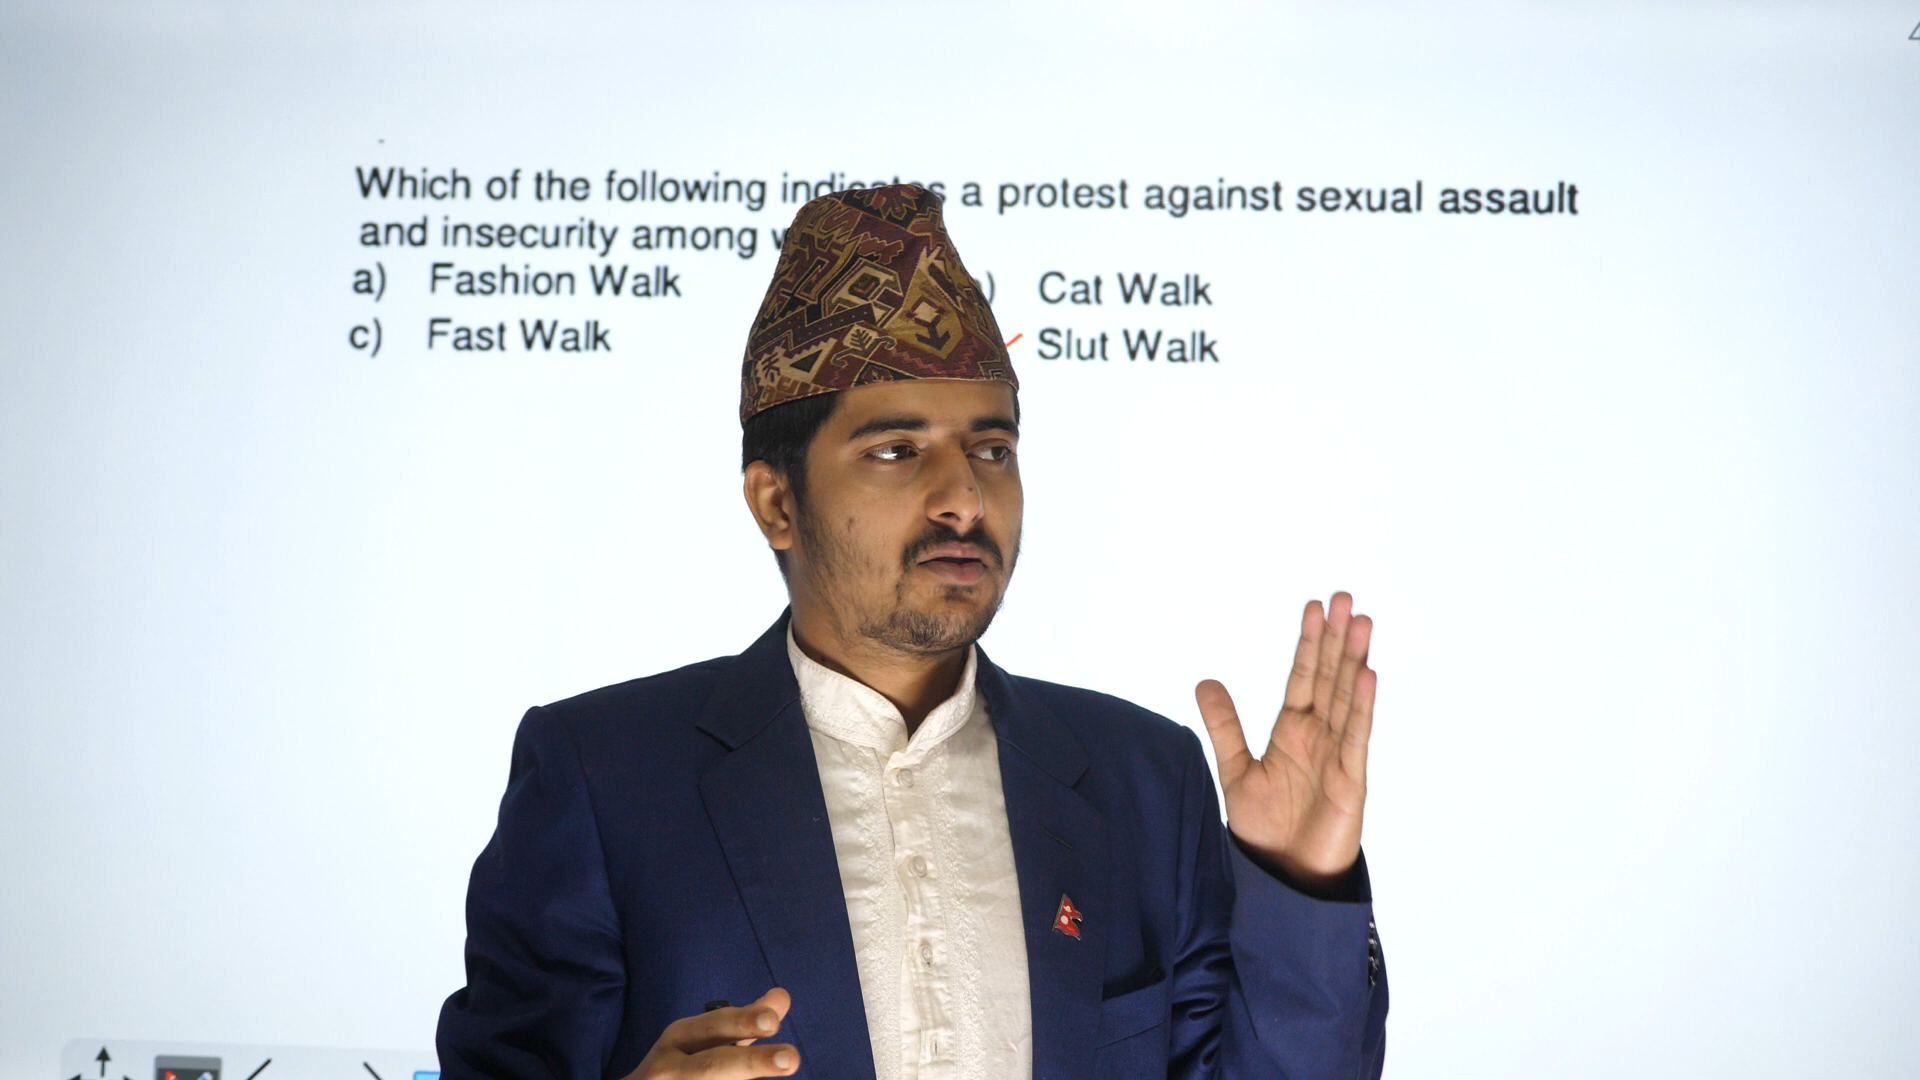 Which of the following indicates a protest against sexual assault
and insecurity among
a) Fashion Walk Cat Walk
c) Fast Walk Slut Walk